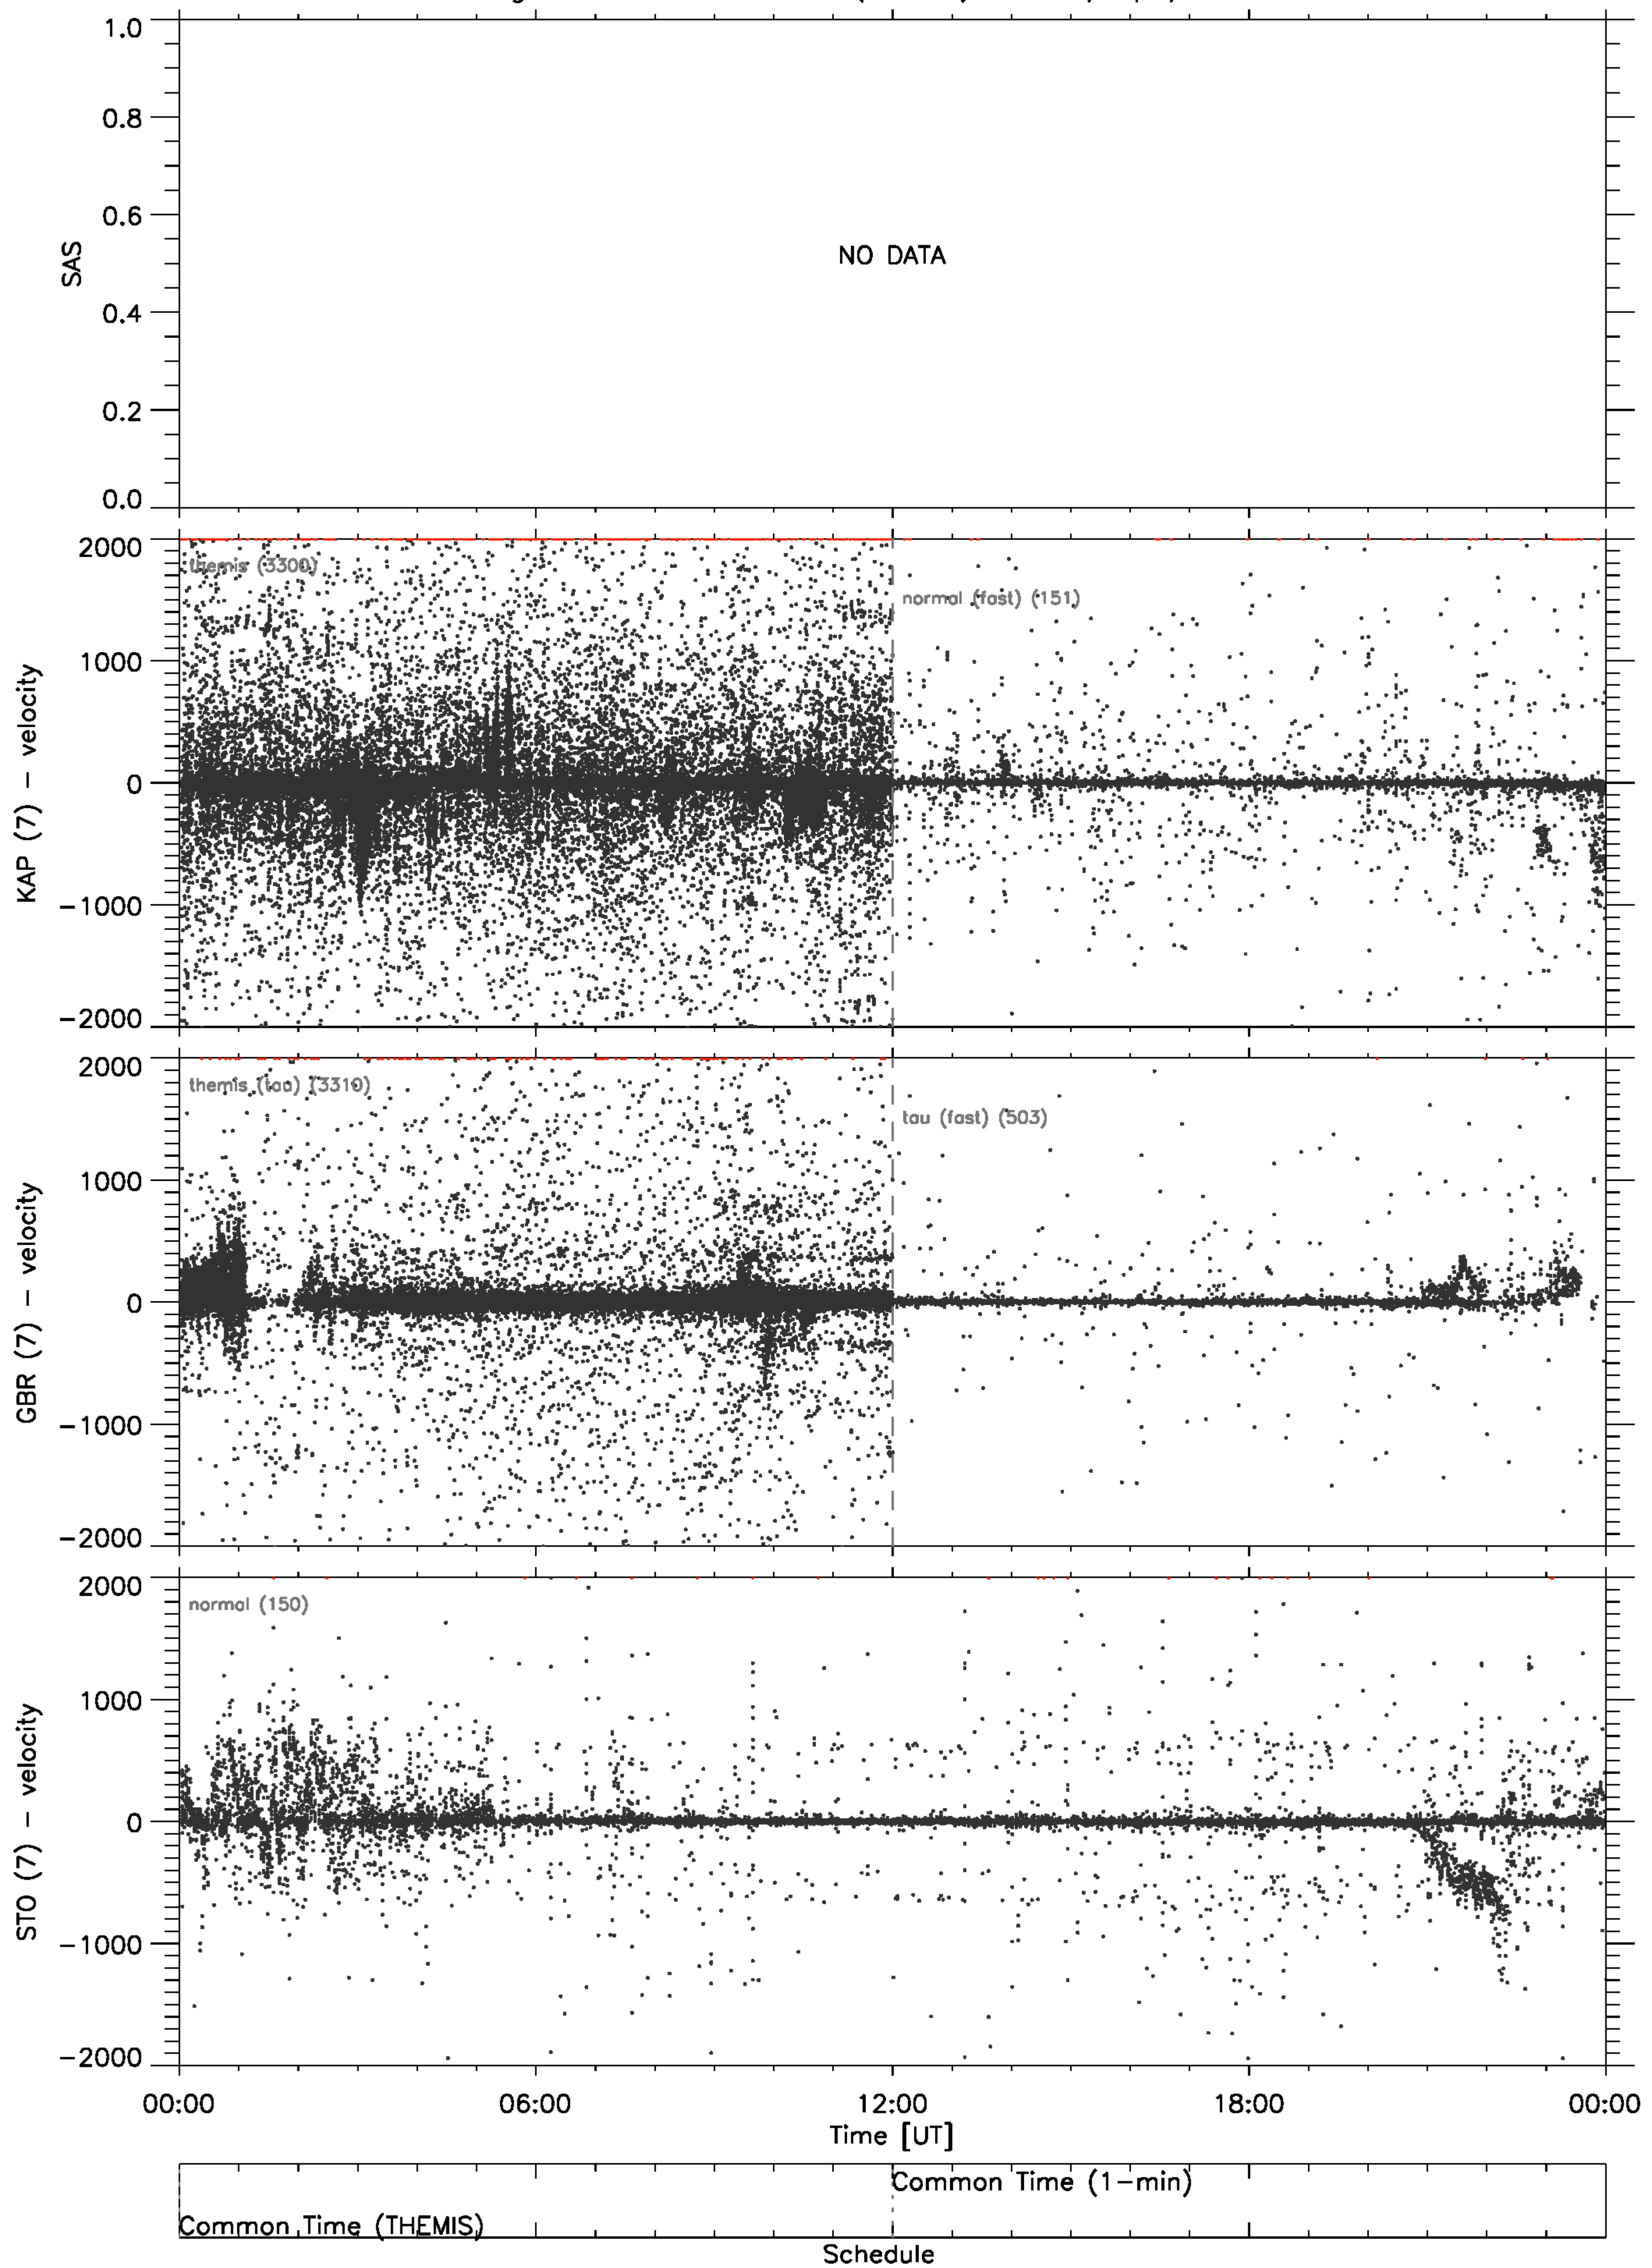 1.0
0.8
0.6
0.4
0.2
0.0
SAS
NO DATA
2000
1000
0
-1000
-2000
KAP (7) - velocity
themis (3300)
normal (fast) (151)
2000
1000
0
-1000
-2000
GBR (7) - velocity
themis (tau) (3310)
tau (fast) (503)
2000
1000
0
-1000
-2000
STO (7) - velocity
normal (150)
00:00 06:00 12:00 18:00 00:00
Time [UT]
Common Time (1-min)
Common Time (THEMIS)
Schedule